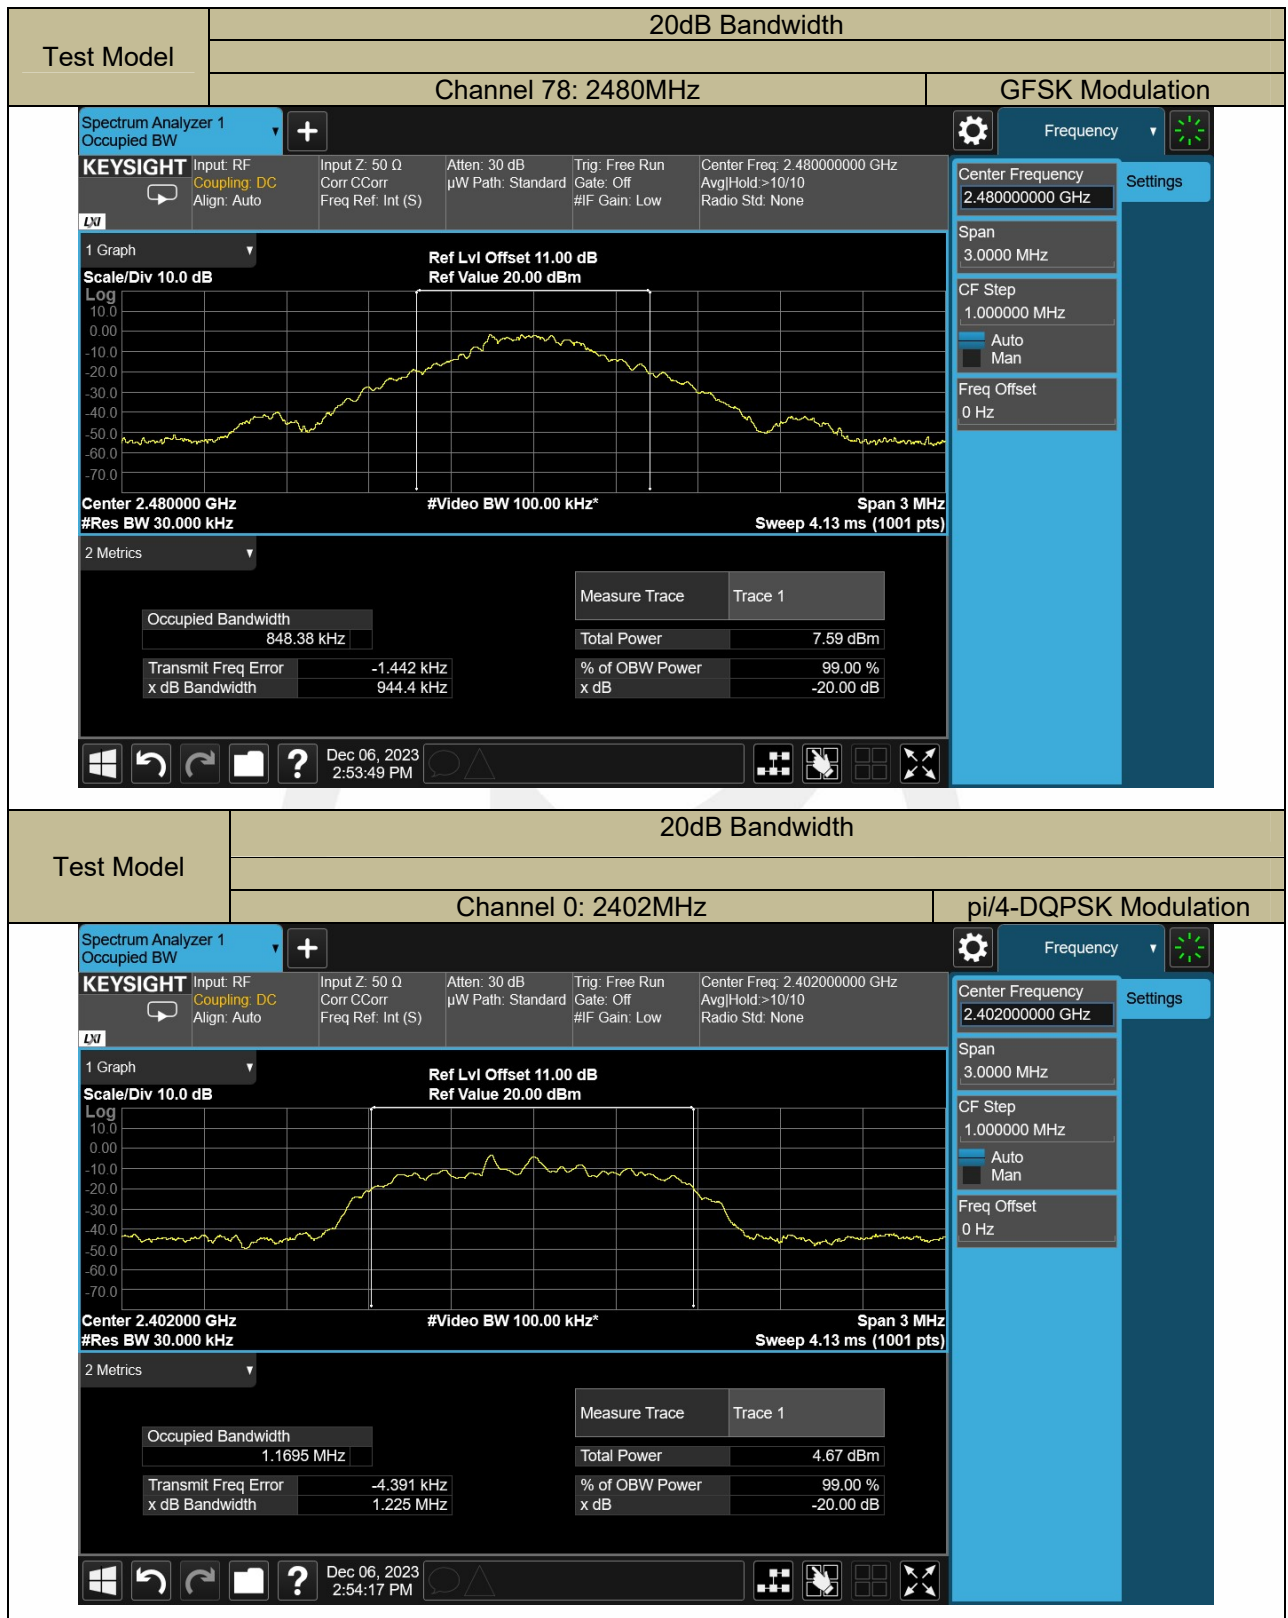 Test Model
20dB Bandwidth
Channel 78: 2480MHz GFSK Modulation
Spectrum Analyzer 1
Occupied BW
Frequency
KEYSIGHT Input: RF Input Z: 50 Ω Atten: 30 dB Trig: Free Run Center Freq: 2.480000000 GHz
Coupling: DC Corr CCorr µW Path: Standard Gate: Off Avg|Hold:>10/10
Align: Auto Freq Ref: Int (S) #IF Gain: Low Radio Std: None
LXI
Center Frequency
2.480000000 GHz
Settings
Span
3.0000 MHz
CF Step
1.000000 MHz
Auto
Man
Freq Offset
0 Hz
1 Graph
Ref Lvl Offset 11.00 dB
Scale/Div 10.0 dB Ref Value 20.00 dBm
Log
10.0
0.00
-10.0
-20.0
-30.0
-40.0
-50.0
-60.0
-70.0
Center 2.480000 GHz #Video BW 100.00 kHz* Span 3 MHz
#Res BW 30.000 kHz Sweep 4.13 ms (1001 pts)
2 Metrics
Measure Trace Trace 1
Occupied Bandwidth
848.38 kHz
Total Power 7.59 dBm
Transmit Freq Error -1.442 kHz % of OBW Power 99.00 %
x dB Bandwidth 944.4 kHz x dB -20.00 dB
?
Dec 06, 2023
2:53:49 PM
Test Model
20dB Bandwidth
Channel 0: 2402MHz pi/4-DQPSK Modulation
Spectrum Analyzer 1
Occupied BW
Frequency
KEYSIGHT Input: RF Input Z: 50 Ω Atten: 30 dB Trig: Free Run Center Freq: 2.402000000 GHz
Coupling: DC Corr CCorr µW Path: Standard Gate: Off Avg|Hold:>10/10
Align: Auto Freq Ref: Int (S) #IF Gain: Low Radio Std: None
LXI
Center Frequency
2.402000000 GHz
Settings
Span
3.0000 MHz
CF Step
1.000000 MHz
Auto
Man
Freq Offset
0 Hz
1 Graph
Ref Lvl Offset 11.00 dB
Scale/Div 10.0 dB Ref Value 20.00 dBm
Log
10.0
0.00
-10.0
-20.0
-30.0
-40.0
-50.0
-60.0
-70.0
Center 2.402000 GHz #Video BW 100.00 kHz* Span 3 MHz
#Res BW 30.000 kHz Sweep 4.13 ms (1001 pts)
2 Metrics
Measure Trace Trace 1
Occupied Bandwidth
1.1695 MHz
Total Power 4.67 dBm
Transmit Freq Error -4.391 kHz % of OBW Power 99.00 %
x dB Bandwidth 1.225 MHz x dB -20.00 dB
?
Dec 06, 2023
2:54:17 PM